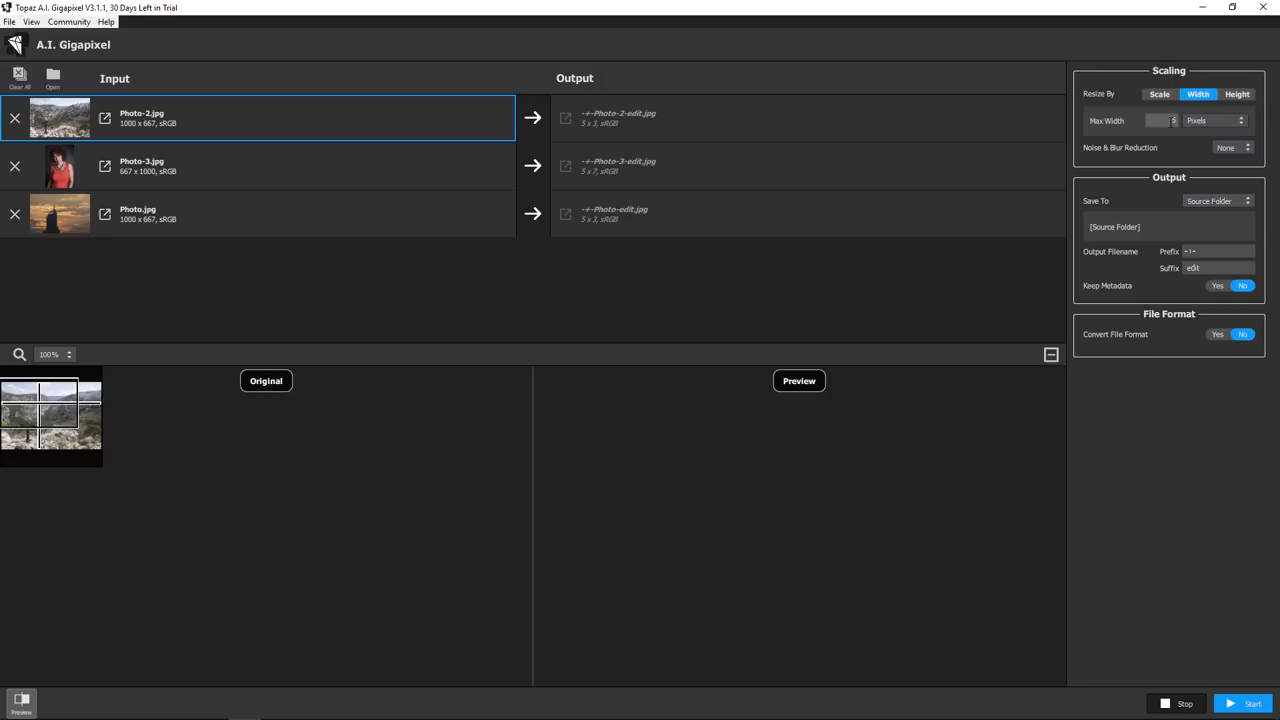 Topaz A.I. Gigapixel V3.1.1, 30 Days Left in Trial
File View Community Help
A.I. Gigapixel
Clear All
Open
Input
Output
Photo-2.jpg
1000 x 667, sRGB
-+-Photo-2-edit.jpg
5 x 3, sRGB
Photo-3.jpg
667 x 1000, sRGB
-+-Photo-3-edit.jpg
5 x 7, sRGB
Photo.jpg
1000 x 667, sRGB
-+-Photo-edit.jpg
5 x 3, sRGB
100%
Original
Preview
Preview
Scaling
Resize By Scale Width Height
Max Width 5 Pixels
Noise & Blur Reduction None
Output
Save To Source Folder
[Source Folder]
Output Filename Prefix -+-
Suffix edit
Keep Metadata Yes No
File Format
Convert File Format Yes No
Stop Start